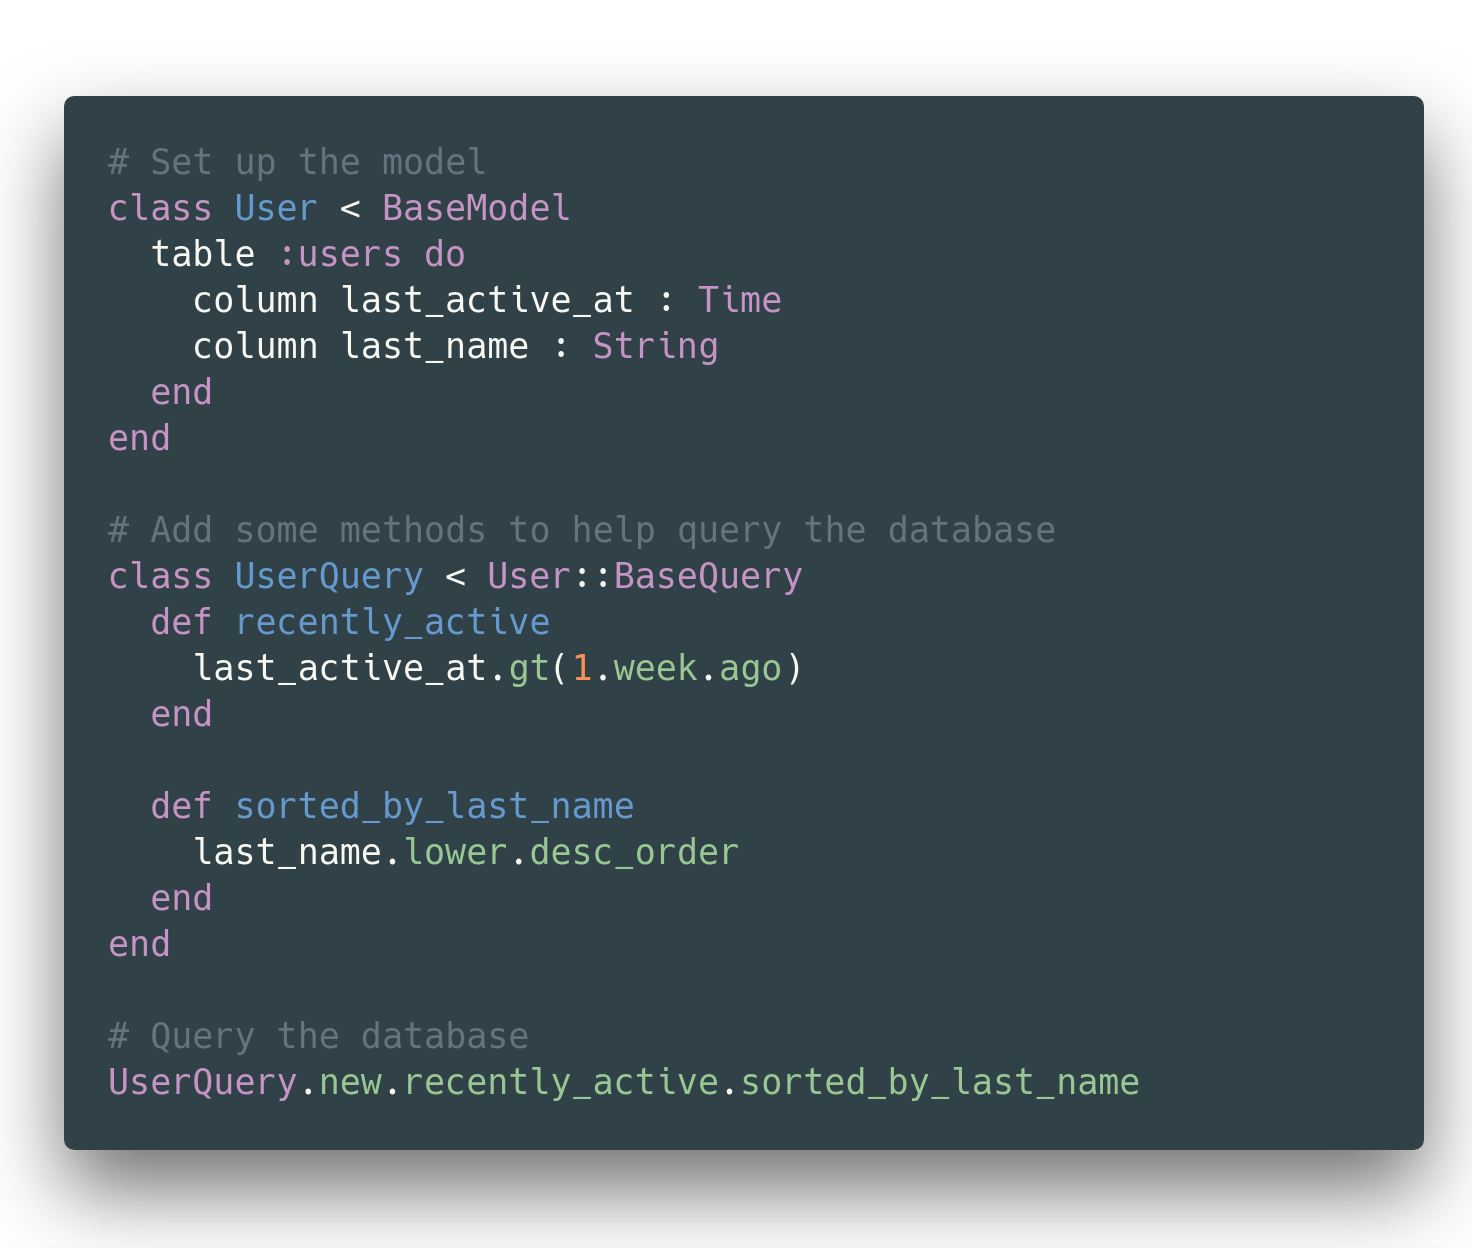 # Set up the model
class User < BaseModel
  table :users do
    column last_active_at : Time
    column last_name : String
  end
end

# Add some methods to help query the database
class UserQuery < User::BaseQuery
  def recently_active
    last_active_at.gt(1.week.ago)
  end

  def sorted_by_last_name
    last_name.lower.desc_order
  end
end

# Query the database
UserQuery.new.recently_active.sorted_by_last_name